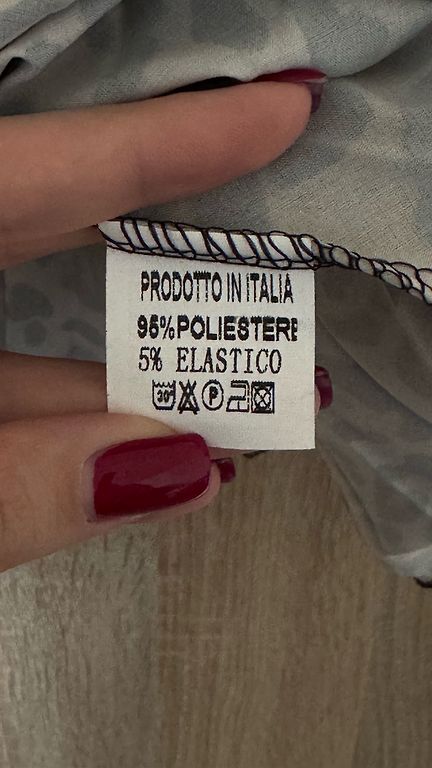 PRODOTTO IN ITALIA
95%POLIESTERE
5% ELASTICO
30°
P